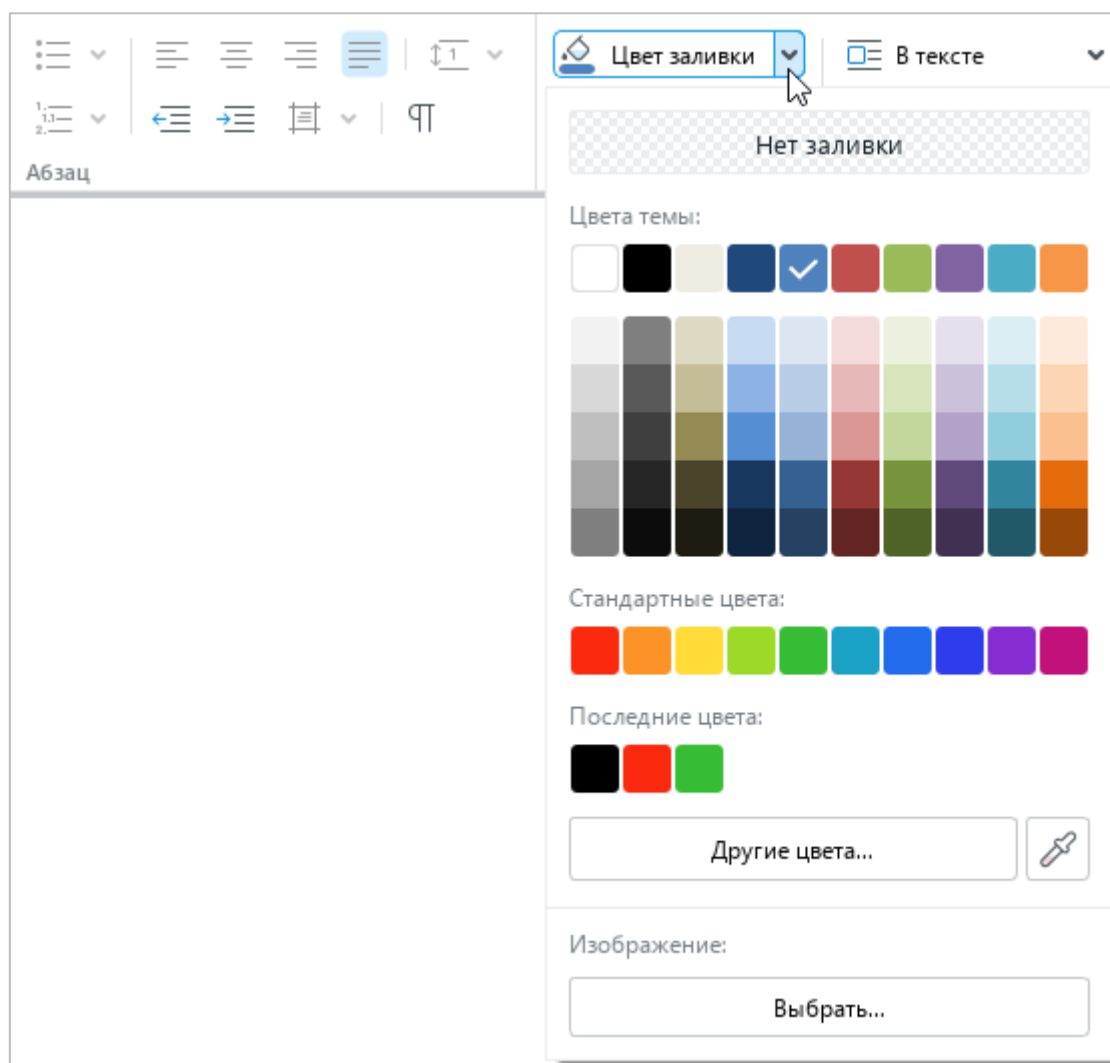 Цвет заливки
В тексте
Абзац
Нет заливки
Цвета темы:
Стандартные цвета:
Последние цвета:
Другие цвета...
Изображение:
Выбрать...